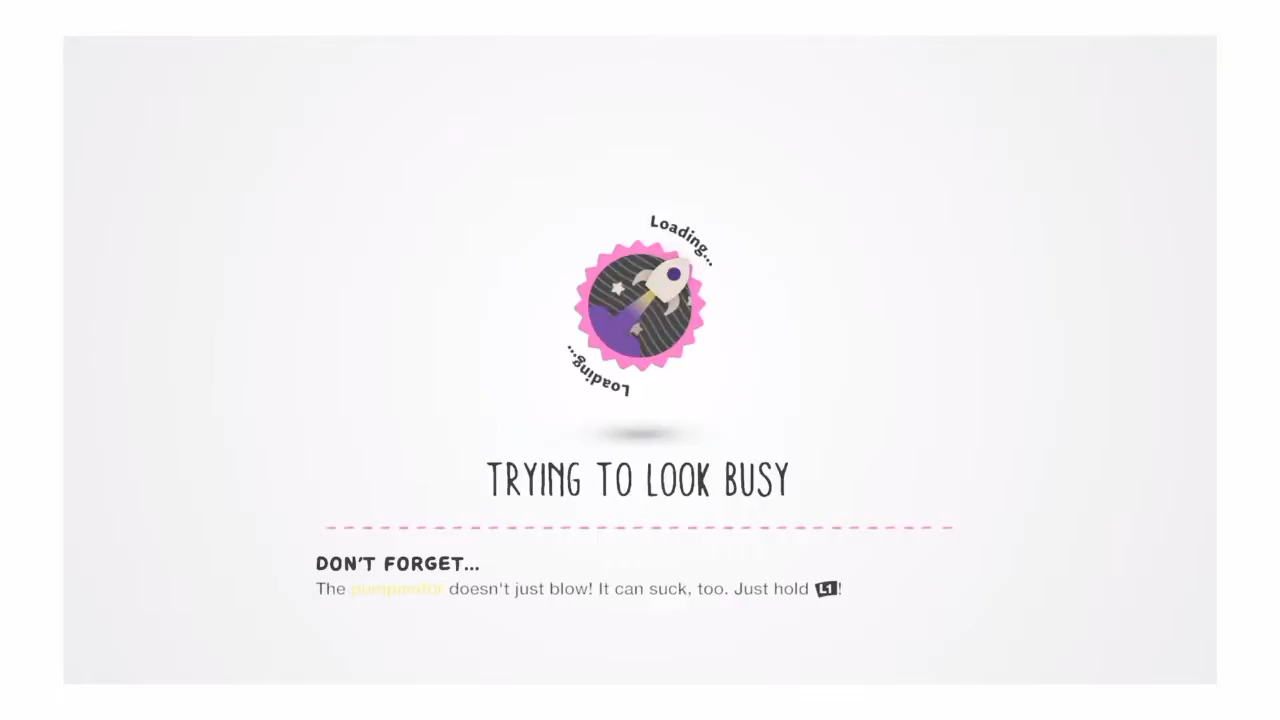 Loading...
Loading...
TRYING TO LOOK BUSY
DON'T FORGET...
The pumpinator doesn't just blow! It can suck, too. Just hold L1!